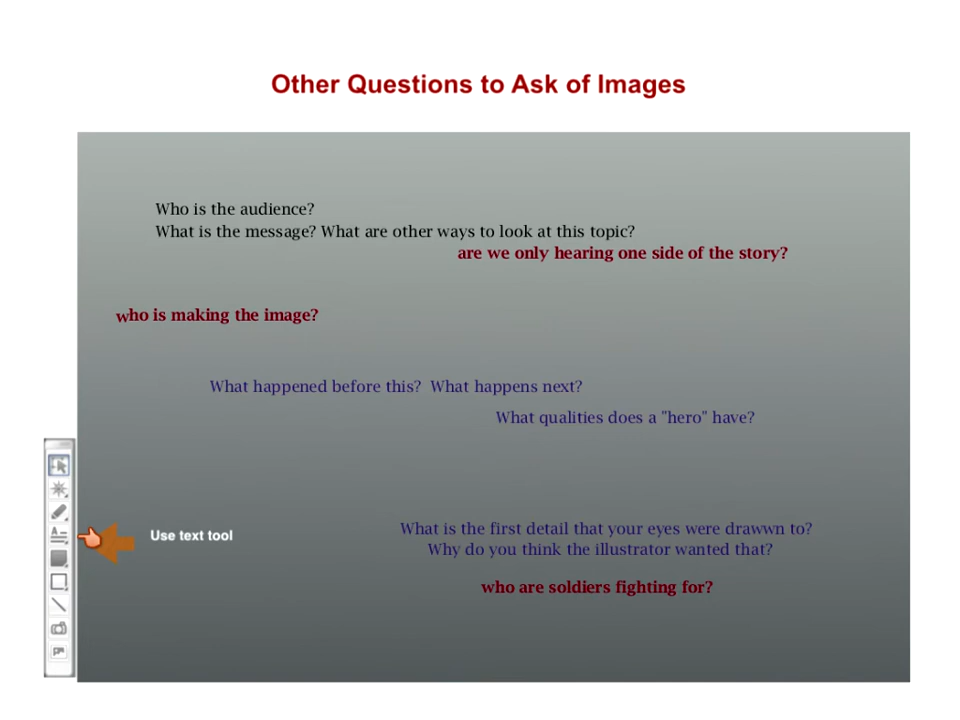 Other Questions to Ask of Images
Who is the audience?
What is the message? What are other ways to look at this topic?
are we only hearing one side of the story?
who is making the image?
What happened before this?  What happens next?
What qualities does a "hero" have?
Use text tool
What is the first detail that your eyes were drawwn to?
Why do you think the illustrator wanted that?
who are soldiers fighting for?